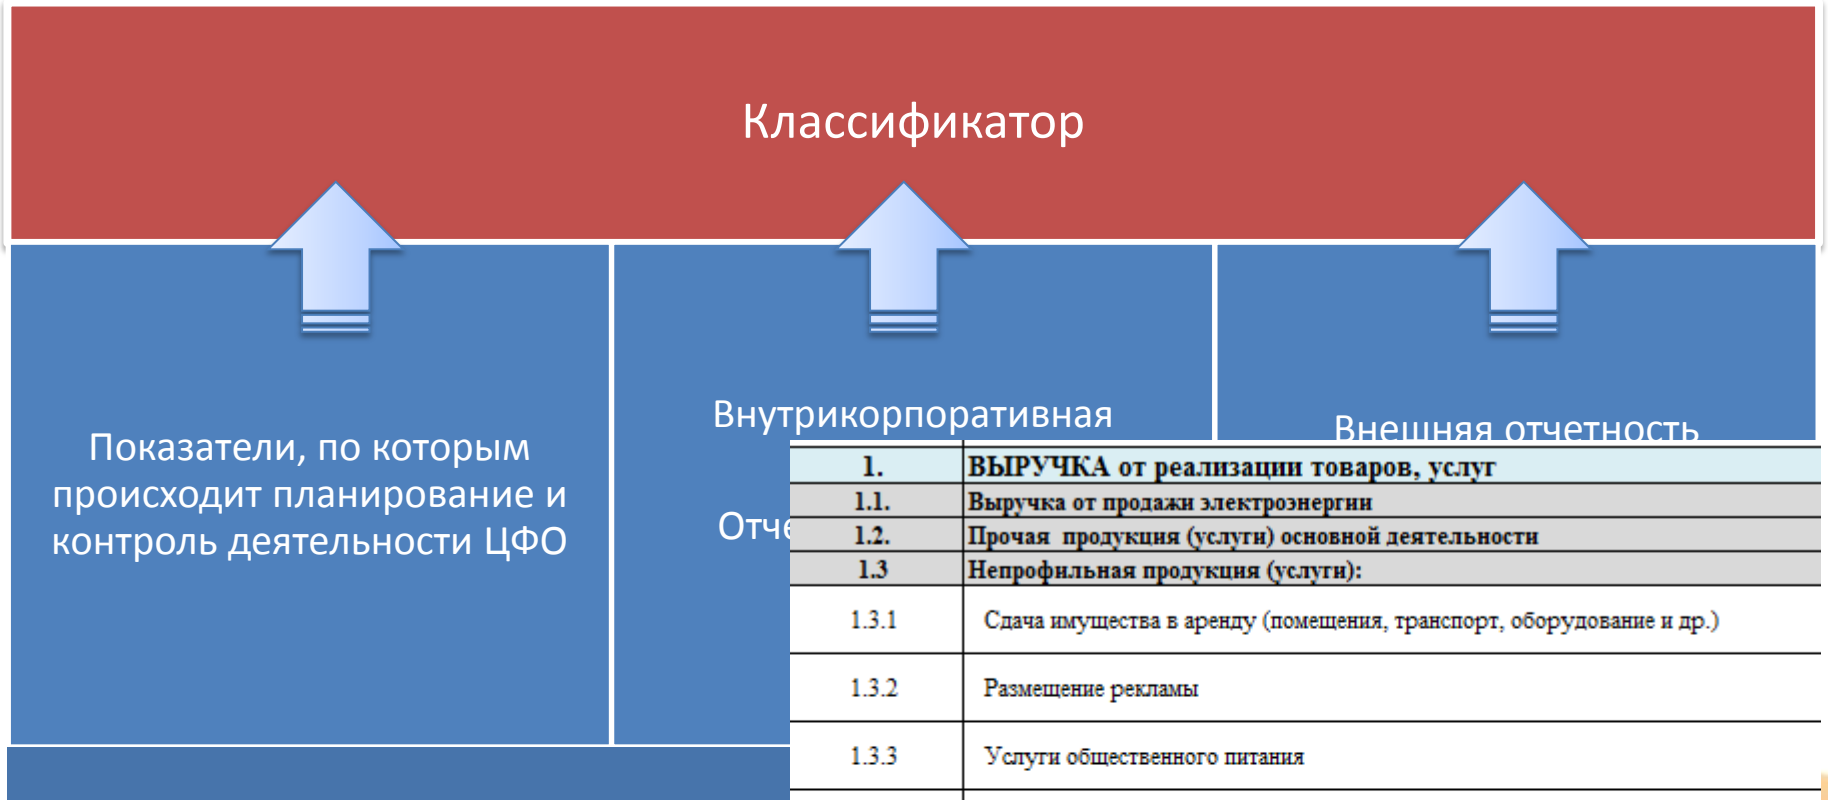 Классификатор
Показатели, по которым
происходит планирование и
контроль деятельности ЦФО
Внутрикорпоративная
Внешняя отчетность
1. ВЫРУЧКА от реализации товаров, услуг
1.1. Выручка от продажи электроэнергии
1.2. Прочая продукция (услуги) основной деятельности
1.3 Непрофильная продукция (услуги):
1.3.1 Сдача имущества в аренду (помещения, транспорт, оборудование и др.)
1.3.2 Размещение рекламы
1.3.3 Услуги общественного питания